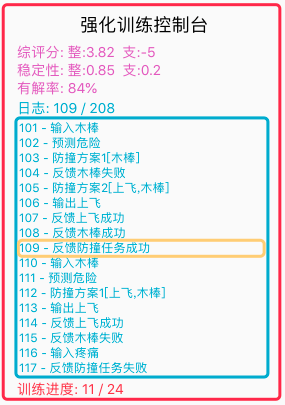 强化训练控制台
综评分: 整:3.82 支:-5
稳定性: 整:0.85 支:0.2
有解率: 84%
日志: 109 / 208
101 - 输入木棒
102 - 预测危险
103 - 防撞方案1[木棒]
104 - 反馈木棒失败
105 - 防撞方案2[上飞,木棒]
106 - 输出上飞
107 - 反馈上飞成功
108 - 反馈木棒成功
109 - 反馈防撞任务成功
110 - 输入木棒
111 - 预测危险
112 - 防撞方案1[上飞,木棒]
113 - 输出上飞
114 - 反馈上飞成功
115 - 反馈木棒失败
116 - 输入疼痛
117 - 反馈防撞任务失败
训练进度: 11 / 24